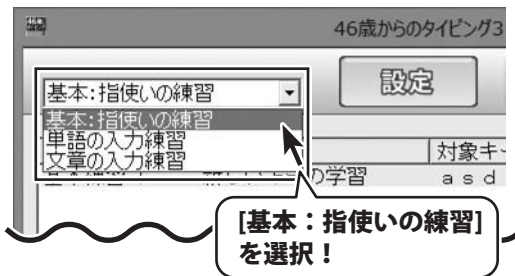 46歳からのタイピング3
基本:指使いの練習
設定
基本:指使いの練習
単語の入力練習
文章の入力練習
対象キー
の学習
a s d
[基本：指使いの練習]
を選択！